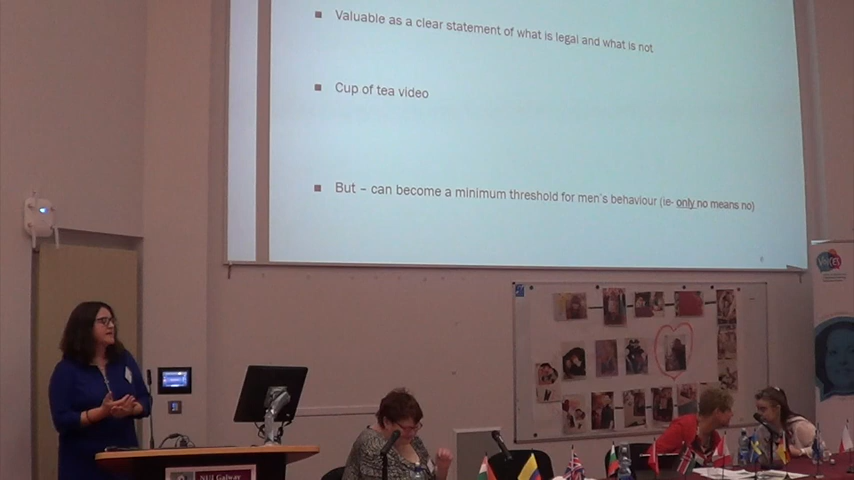 Valuable as a clear statement of what is legal and what is not
Cup of tea video
But – can become a minimum threshold for men's behaviour (ie- only no means no)
VOICES
NUI Galway